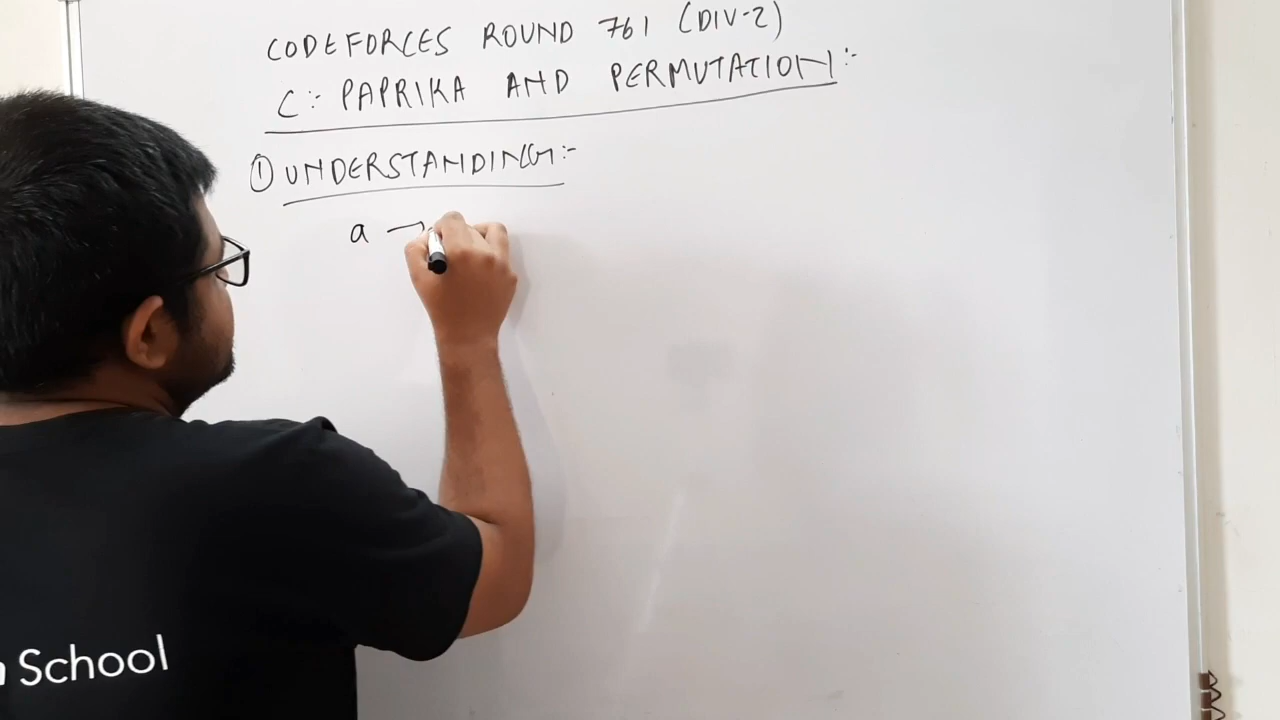 CODEFORCES ROUND 761 (DIV-2)
C:- PAPRIKA AND PERMUTATION:-
① UNDERSTANDING:-
a →
School